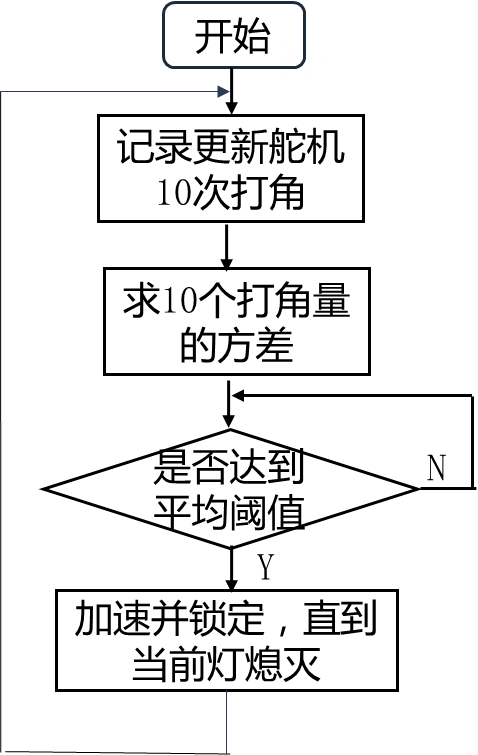 开始
记录更新舵机
10次打角
求10个打角量
的方差
是否达到
平均阈值
N
Y
加速并锁定，直到
当前灯熄灭